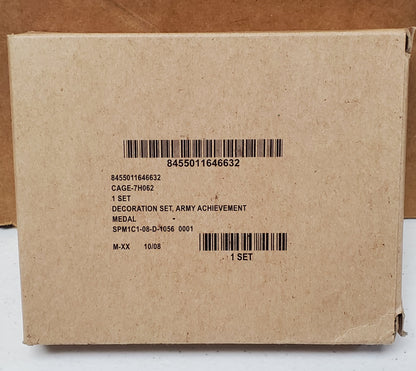 8455011646632
8455011646632
CAGE-7H062
1 SET
DECORATION SET, ARMY ACHIEVEMENT
MEDAL -
SPM1C1-08-D-1056 0001
M-XX 10/08
1 SET